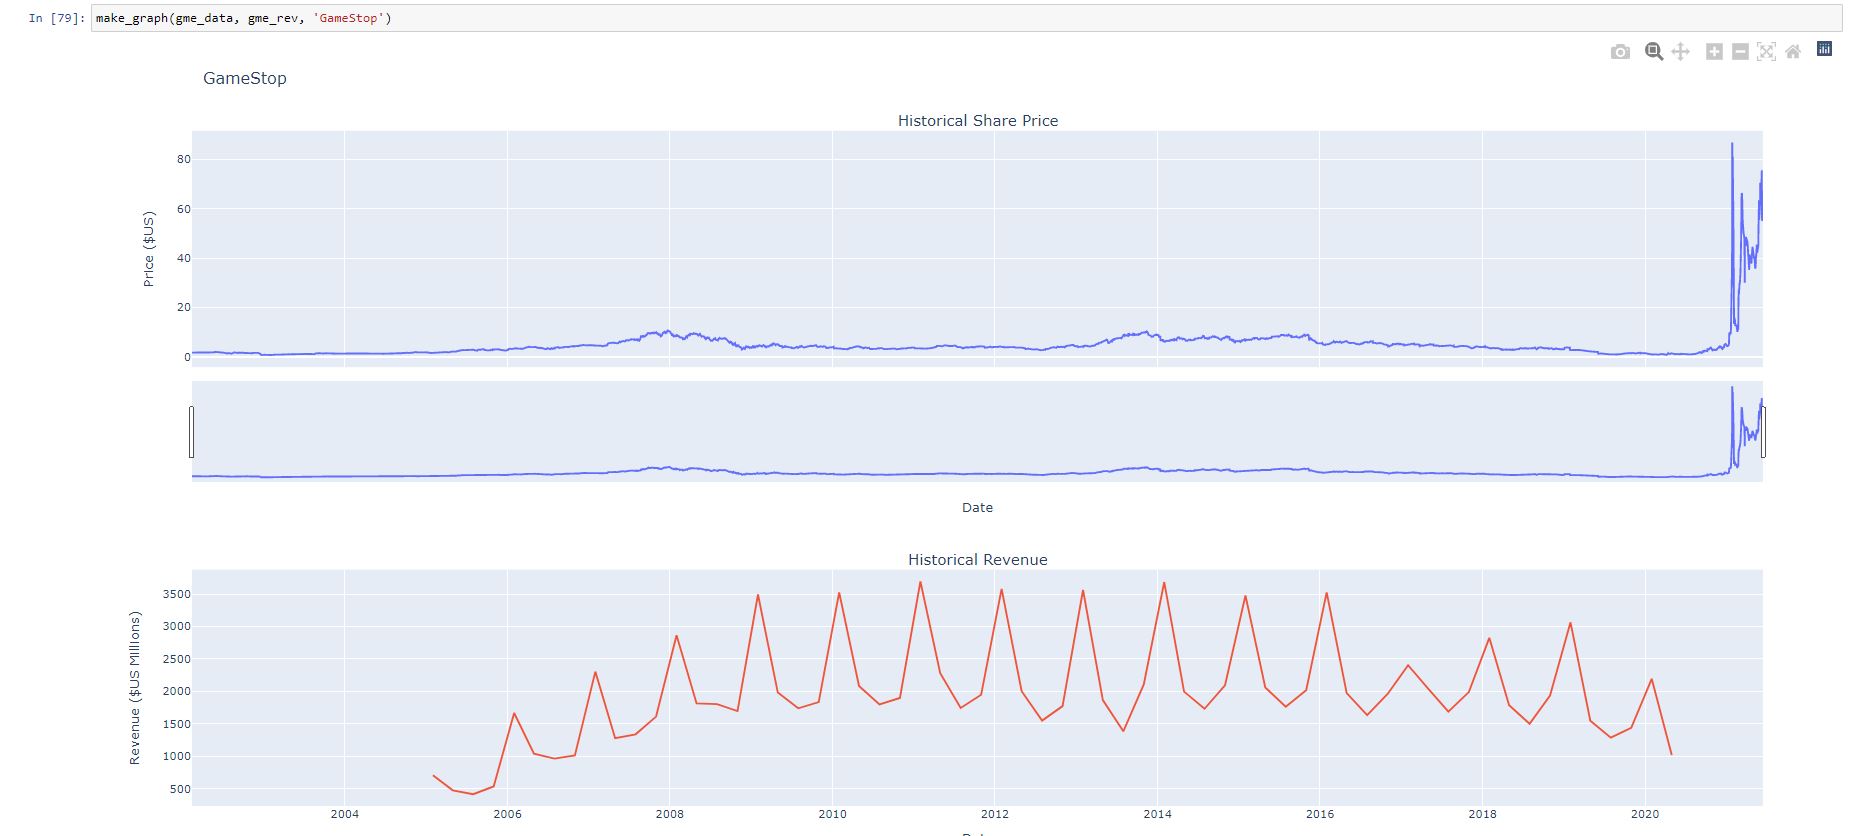 In [79]: make_graph(gme_data, gme_rev, 'GameStop')
GameStop
Historical Share Price
80
60
40
20
0
Price ($US)
Date
Historical Revenue
3500
3000
2500
2000
1500
1000
500
Revenue ($US Millions)
2004 2006 2008 2010 2012 2014 2016 2018 2020